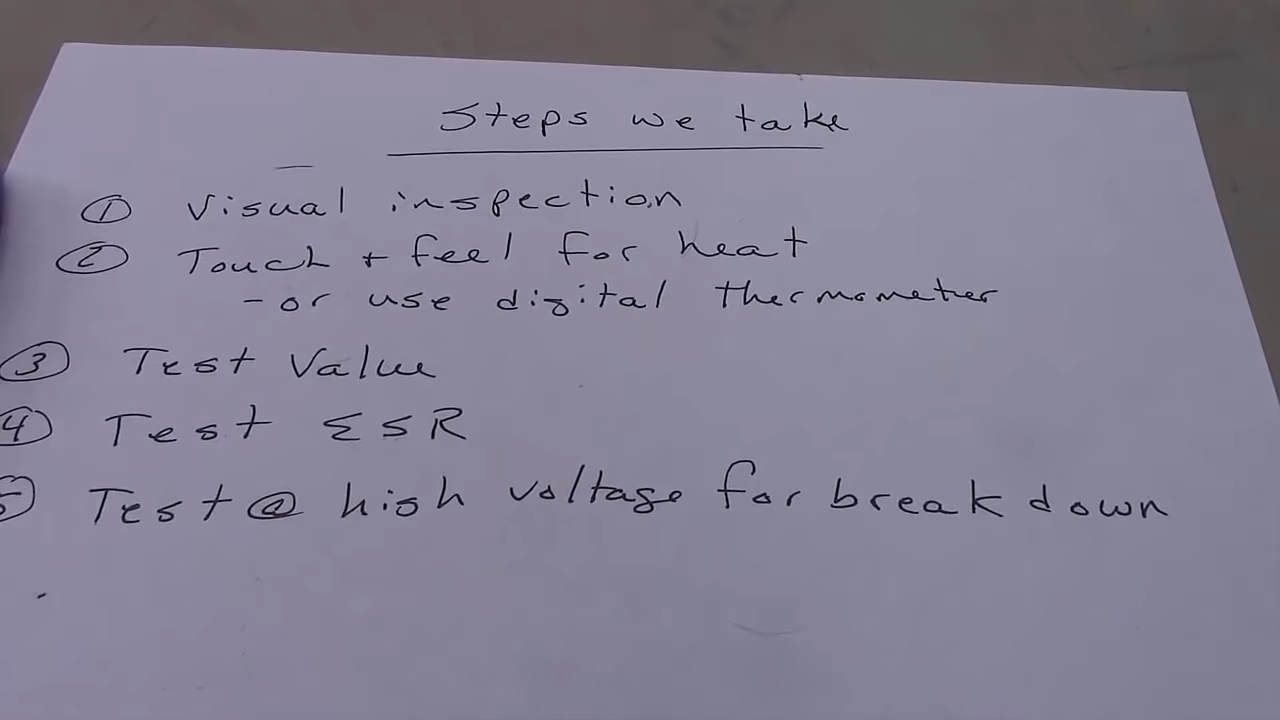 Steps we take
① Visual inspection
② Touch + feel for heat
- or use digital thermometer
③ Test Value
④ Test ESR
⑤ Test @ high voltage for break down